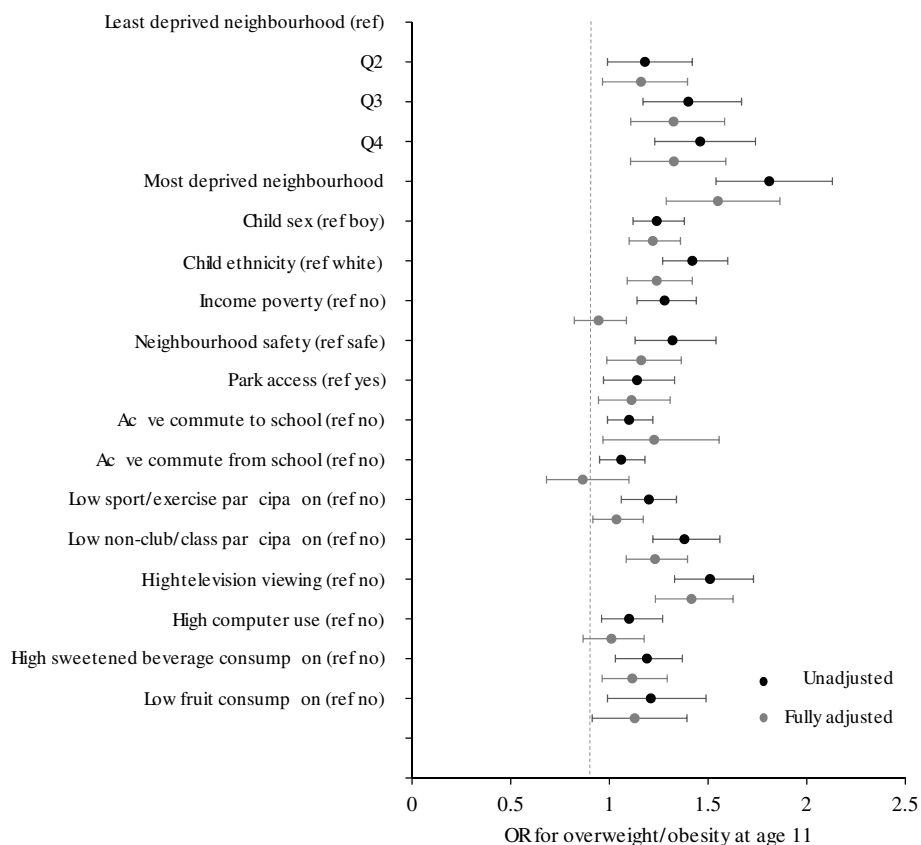 Least deprived neighbourhood (ref)
Q2
Q3
Q4
Most deprived neighbourhood
Child sex (ref boy)
Child ethnicity (ref white)
Income poverty (ref no)
Neighbourhood safety (ref safe)
Park access (ref yes)
Ac ve commute to school (ref no)
Ac ve commute from school (ref no)
Low sport/exercise par cipa on (ref no)
Low non-club/class par cipa on (ref no)
High television viewing (ref no)
High computer use (ref no)
High sweetened beverage consump on (ref no)
Low fruit consump on (ref no)
Unadjusted
Fully adjusted
0 0.5 1 1.5 2 2.5
OR for overweight/obesity at age 11